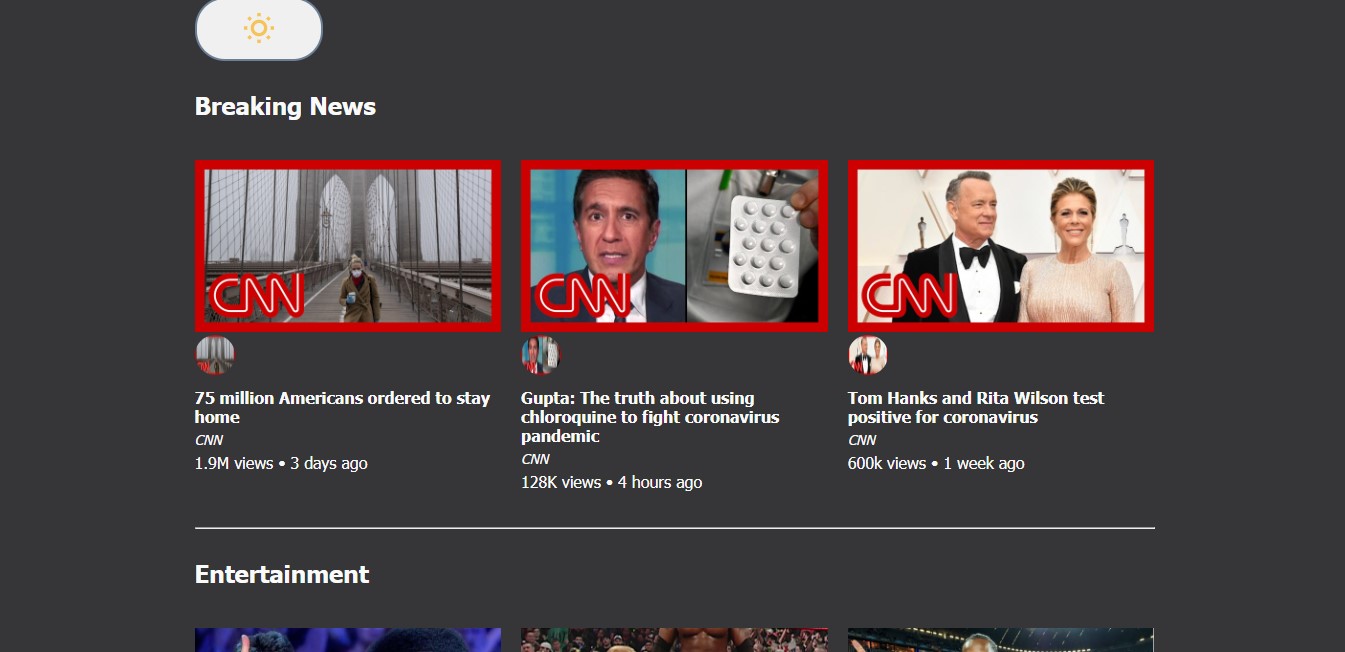 Breaking News
CNN
CNN
CNN
75 million Americans ordered to stay
home
CNN
1.9M views • 3 days ago
Gupta: The truth about using
chloroquine to fight coronavirus
pandemic
CNN
128K views • 4 hours ago
Tom Hanks and Rita Wilson test
positive for coronavirus
CNN
600k views • 1 week ago
Entertainment